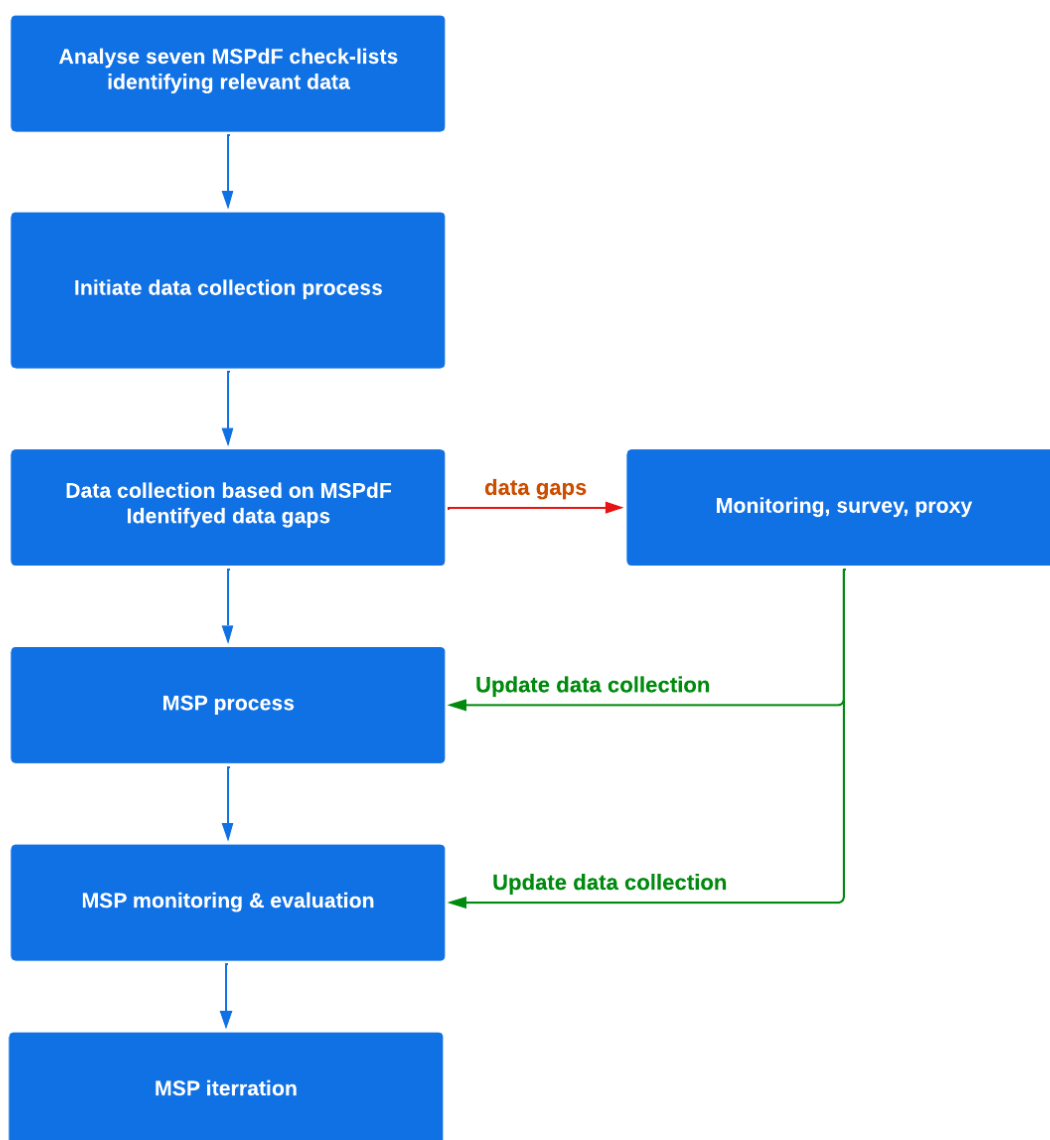 Analyse seven MSPdF check-lists
identifying relevant data
Initiate data collection process
Data collection based on MSPdF
Identifyed data gaps
data gaps
Monitoring, survey, proxy
MSP process
Update data collection
MSP monitoring & evaluation
Update data collection
MSP iterration